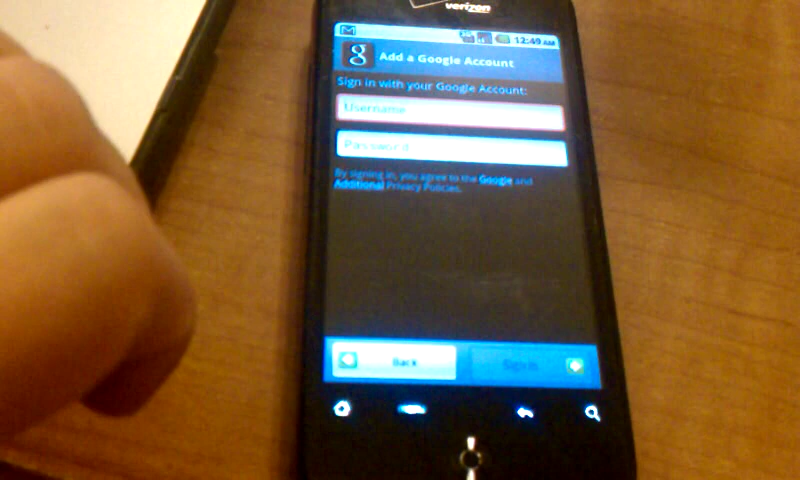 verizon
12:49 AM
g Add a Google Account
Sign in with your Google Account:
Username
Password
By signing in, you agree to the Google and
Additional Privacy Policies.
Back
Sign in